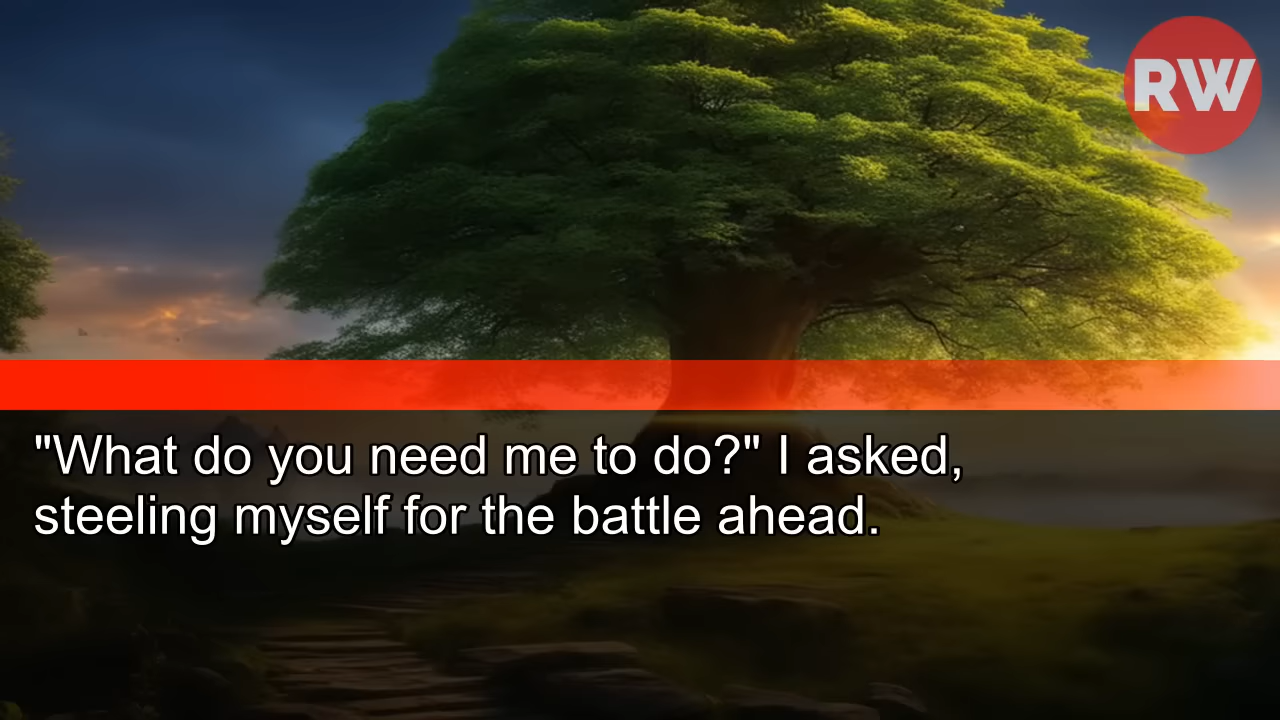 RW
"What do you need me to do?" I asked,
steeling myself for the battle ahead.